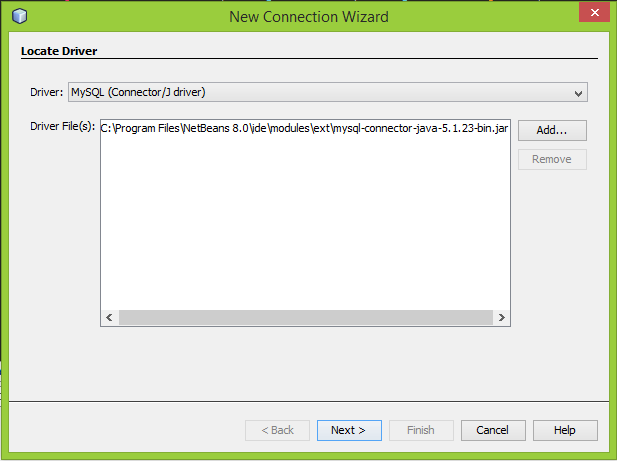 New Connection Wizard
Locate Driver
Driver: MySQL (Connector/J driver)
Driver File(s): C:\Program Files\NetBeans 8.0\ide\modules\ext\mysql-connector-java-5.1.23-bin.jar
Add...
Remove
< Back Next > Finish Cancel Help